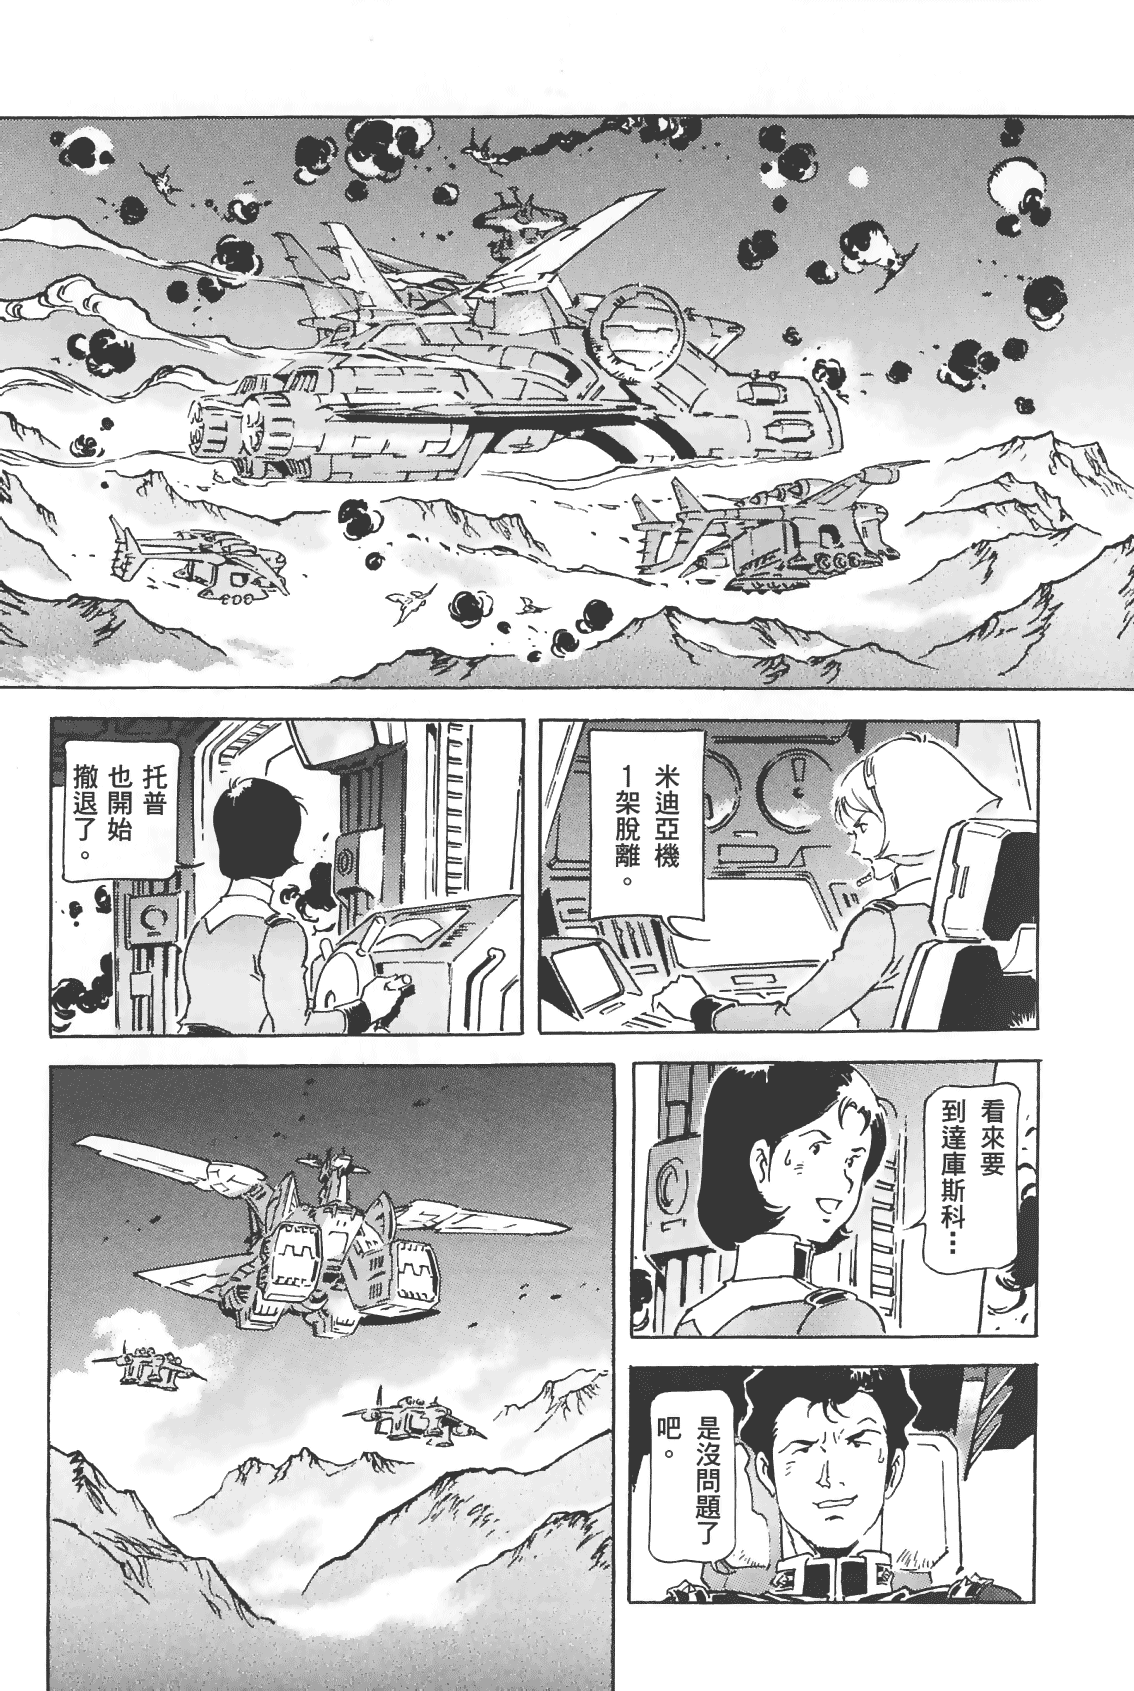 米迪亞機
1架脫離。
托普
也開始
撤退了。
看來要
到達庫斯科…
是沒問題了
吧。